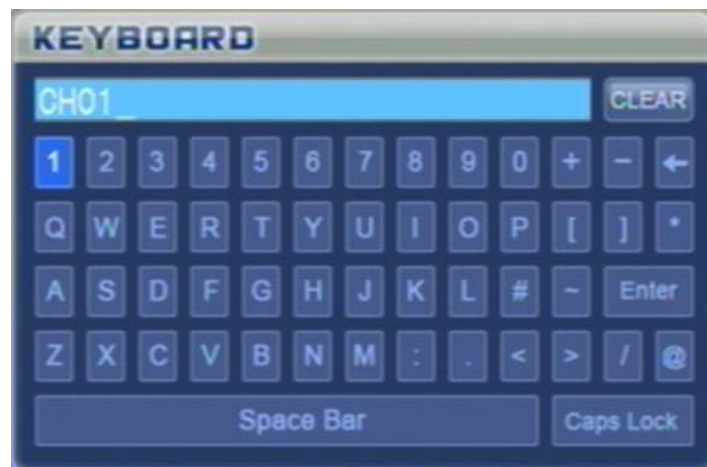 KEYBOARD
CH01_ CLEAR
1 2 3 4 5 6 7 8 9 0 + - ←
Q W E R T Y U I O P [ ] *
A S D F G H J K L # ~ Enter
Z X C V B N M : . < > / @
Space Bar Caps Lock